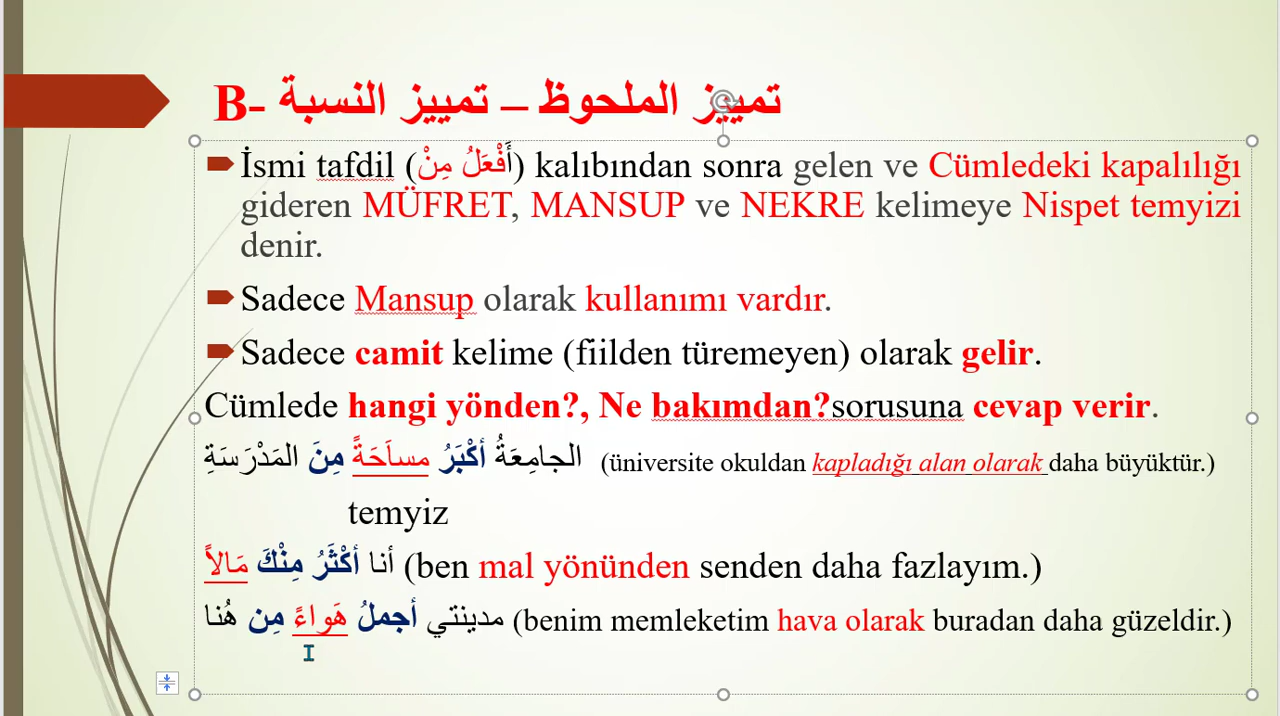 B- تمييز الملحوظ – تمييز النسبة
İsmi tafdil (أَفْعَلُ مِنْ) kalıbından sonra gelen ve Cümledeki kapalılığı
gideren MÜFRET, MANSUP ve NEKRE kelimeye Nispet temyizi
denir.
Sadece Mansup olarak kullanımı vardır.
Sadece camit kelime (fiilden türemeyen) olarak gelir.
Cümlede hangi yönden?, Ne bakımdan?sorusuna cevap verir.
الجامِعَةُ أكْبَرُ مساَحَةً مِنَ المَدْرَسَةِ (üniversite okuldan kapladığı alan olarak daha büyüktür.)
temyiz
أنا أكْثَرُ مِنْكَ مَالاً (ben mal yönünden senden daha fazlayım.)
مدينتي أجملُ هَواءً مِن هُنا (benim memleketim hava olarak buradan daha güzeldir.)